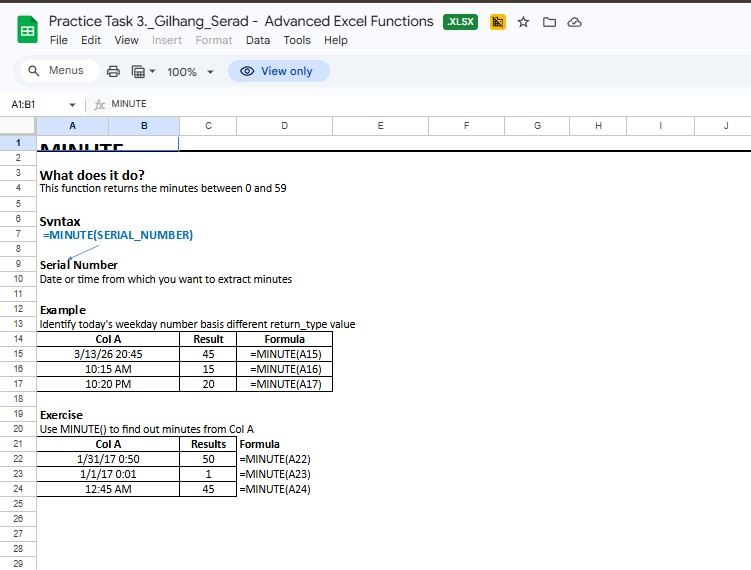 Practice Task 3._Gilhang_Serad - Advanced Excel Functions .XLSX
File Edit View Insert Format Data Tools Help
Menus 100% View only
A1:B1 fx MINUTE
A B C D E F G H I J
1 MINUTE
2
3 What does it do?
4 This function returns the minutes between 0 and 59
5
6 Syntax
7 =MINUTE(SERIAL_NUMBER)
8
9 Serial Number
10 Date or time from which you want to extract minutes
11
12 Example
13 Identify today's weekday number basis different return_type value
14 Col A Result Formula
15 3/13/26 20:45 45 =MINUTE(A15)
16 10:15 AM 15 =MINUTE(A16)
17 10:20 PM 20 =MINUTE(A17)
18
19 Exercise
20 Use MINUTE() to find out minutes from Col A
21 Col A Results Formula
22 1/31/17 0:50 50 =MINUTE(A22)
23 1/1/17 0:01 1 =MINUTE(A23)
24 12:45 AM 45 =MINUTE(A24)
25
26
27
28
29